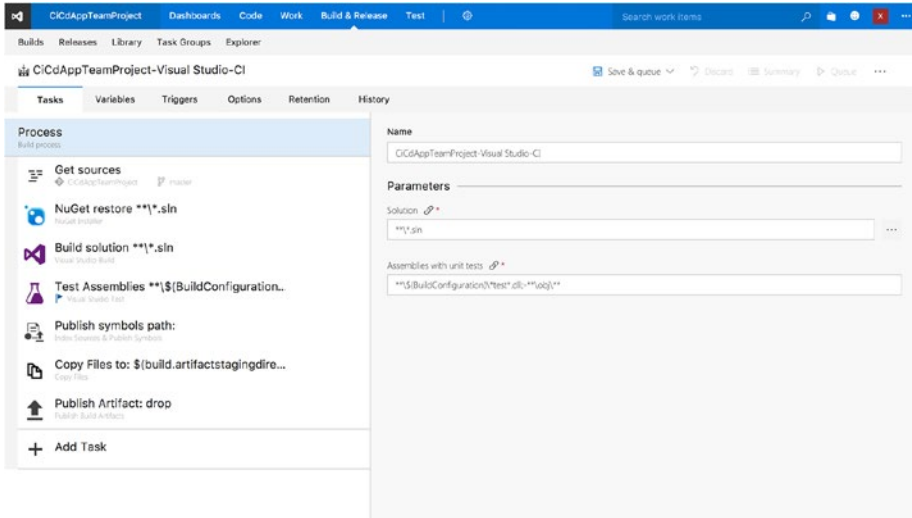 CiCdAppTeamProject Dashboards Code Work Build & Release Test Search work items X ...
Builds Releases Library Task Groups Explorer
CiCdAppTeamProject-Visual Studio-CI Save & queue Discard Summary Queue ...
Tasks Variables Triggers Options Retention History
Process
Build process
Name
CiCdAppTeamProject-Visual Studio-CI
Get sources
CiCdAppTeamProject master
Parameters
NuGet restore **\*.sln
NuGet Installer
Solution *
**\*.sln ...
Build solution **\*.sln
Visual Studio Build
Assemblies with unit tests *
**\$(BuildConfiguration)\*test*.dll;-:**\obj\**
Test Assemblies **\$(BuildConfiguration...
Visual Studio Test
Publish symbols path:
Index Sources & Publish Symbols
Copy Files to: $(build.artifactstagingdire...
Copy Files
Publish Artifact: drop
Publish Build Artifacts
+ Add Task